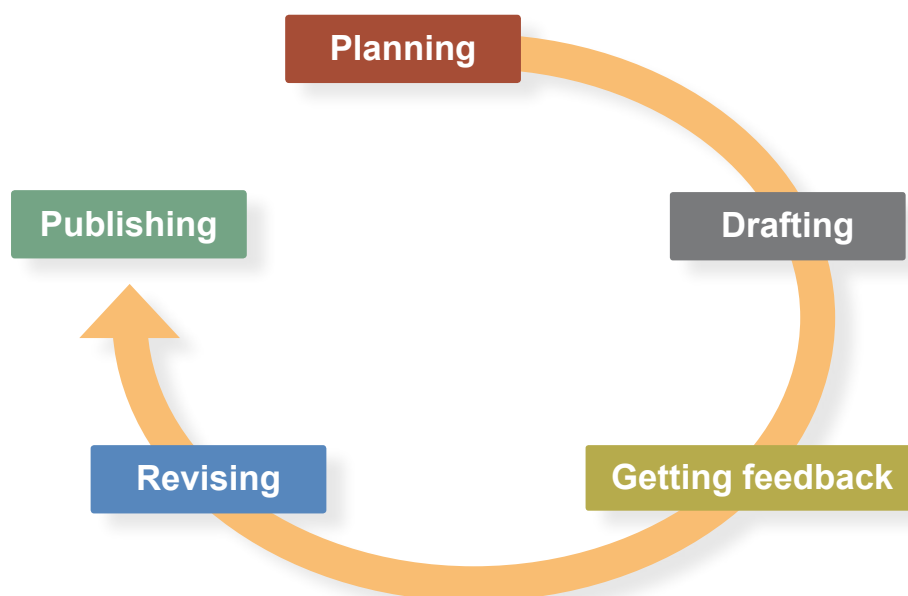 Planning
Drafting
Getting feedback
Revising
Publishing